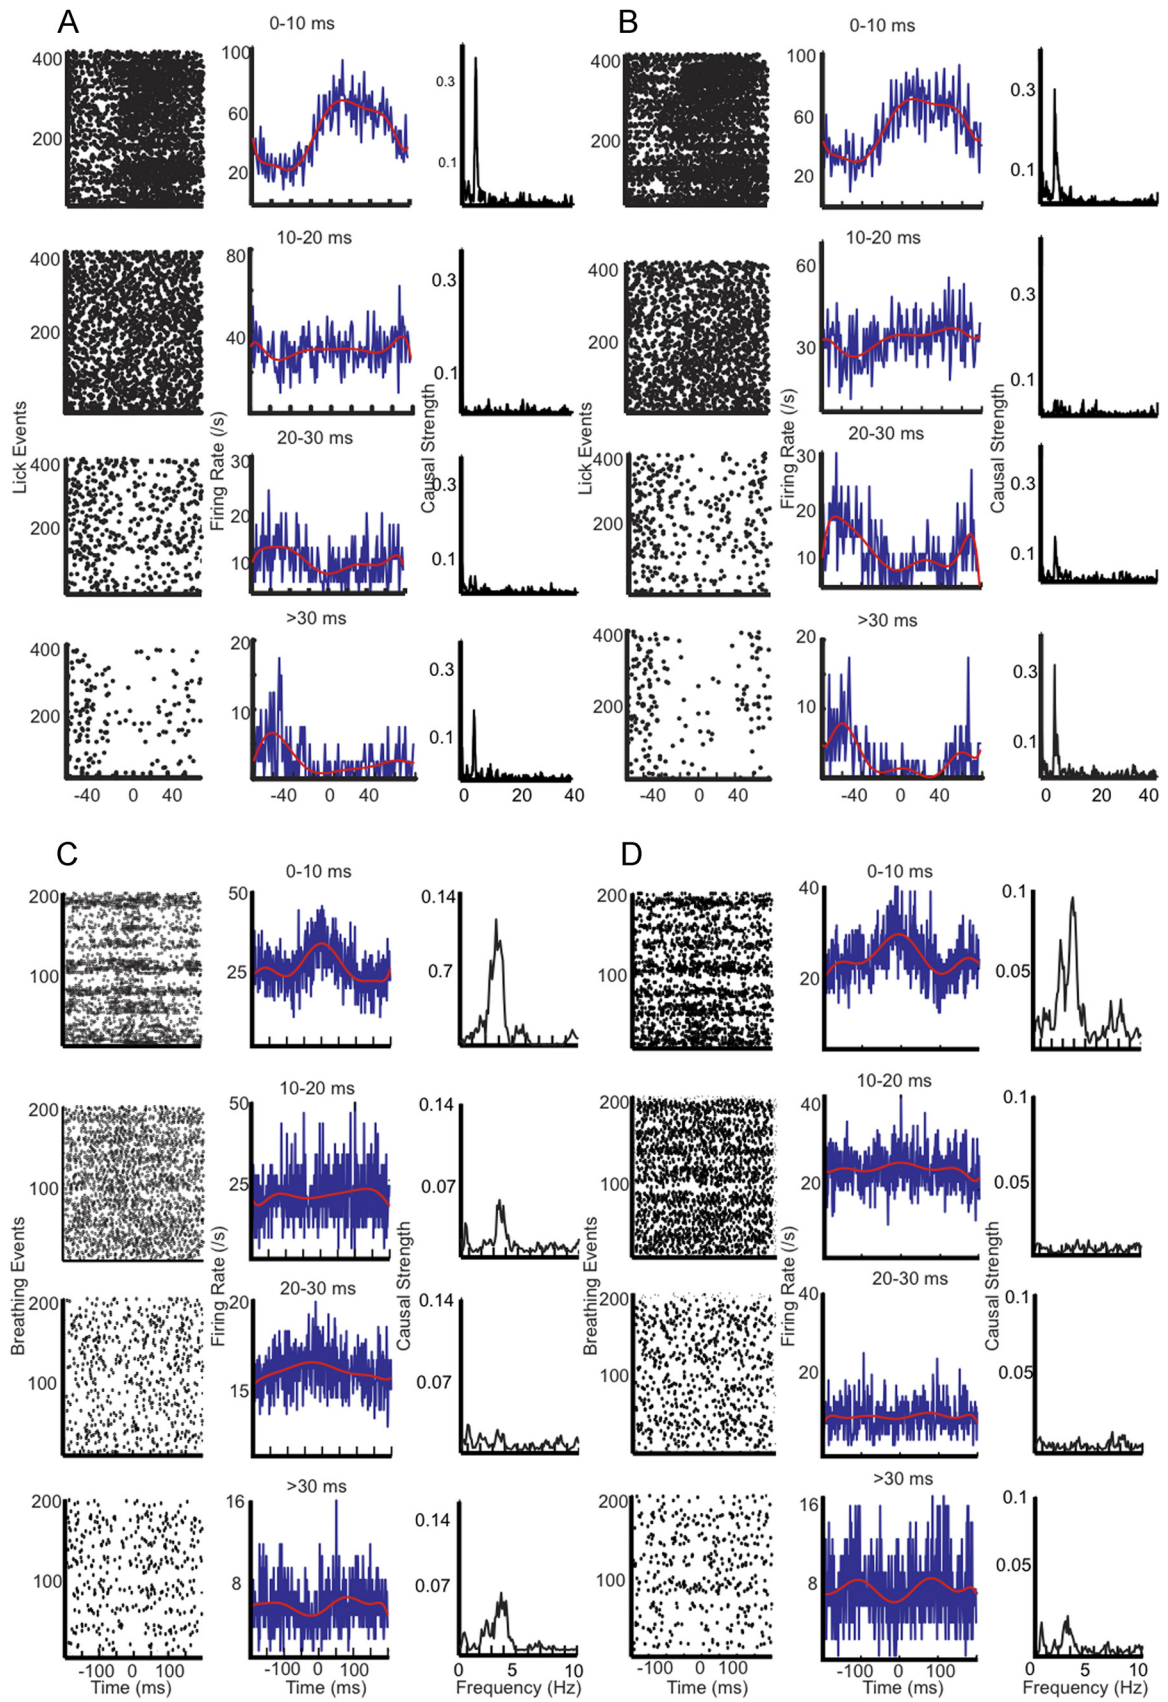 A
B
0-10 ms
0-10 ms
400
200
100
60
20
0.3
0.1
400
200
100
60
20
0.3
0.1
10-20 ms
10-20 ms
400
200
80
40
0.3
0.1
400
200
60
30
0.3
0.1
Lick Events
Firing Rate (/s)
Causal Strength
Lick Events
Firing Rate (/s)
Causal Strength
20-30 ms
20-30 ms
400
200
30
20
10
0.3
0.1
400
200
30
20
10
0.3
0.1
>30 ms
>30 ms
400
200
20
10
0.3
0.1
400
200
20
10
0.3
0.1
-40 0 40
-40 0 40
0 20 40
-40 0 40
-40 0 40
0 20 40
C
D
0-10 ms
0-10 ms
200
100
50
25
0.14
0.7
200
100
40
20
0.1
0.05
10-20 ms
10-20 ms
200
100
50
25
0.14
0.07
200
100
40
20
0.1
0.05
Breathing Events
Firing Rate (/s)
Causal Strength
Breathing Events
Firing Rate (/s)
Causal Strength
20-30 ms
20-30 ms
200
100
20
15
0.14
0.07
200
100
40
20
0.1
0.05
>30 ms
>30 ms
200
100
16
8
0.14
0.07
200
100
16
8
0.1
0.05
-100 0 100
-100 0 100
0 5 10
-100 0 100
-100 0 100
0 5 10
Time (ms)
Time (ms)
Frequency (Hz)
Time (ms)
Time (ms)
Frequency (Hz)